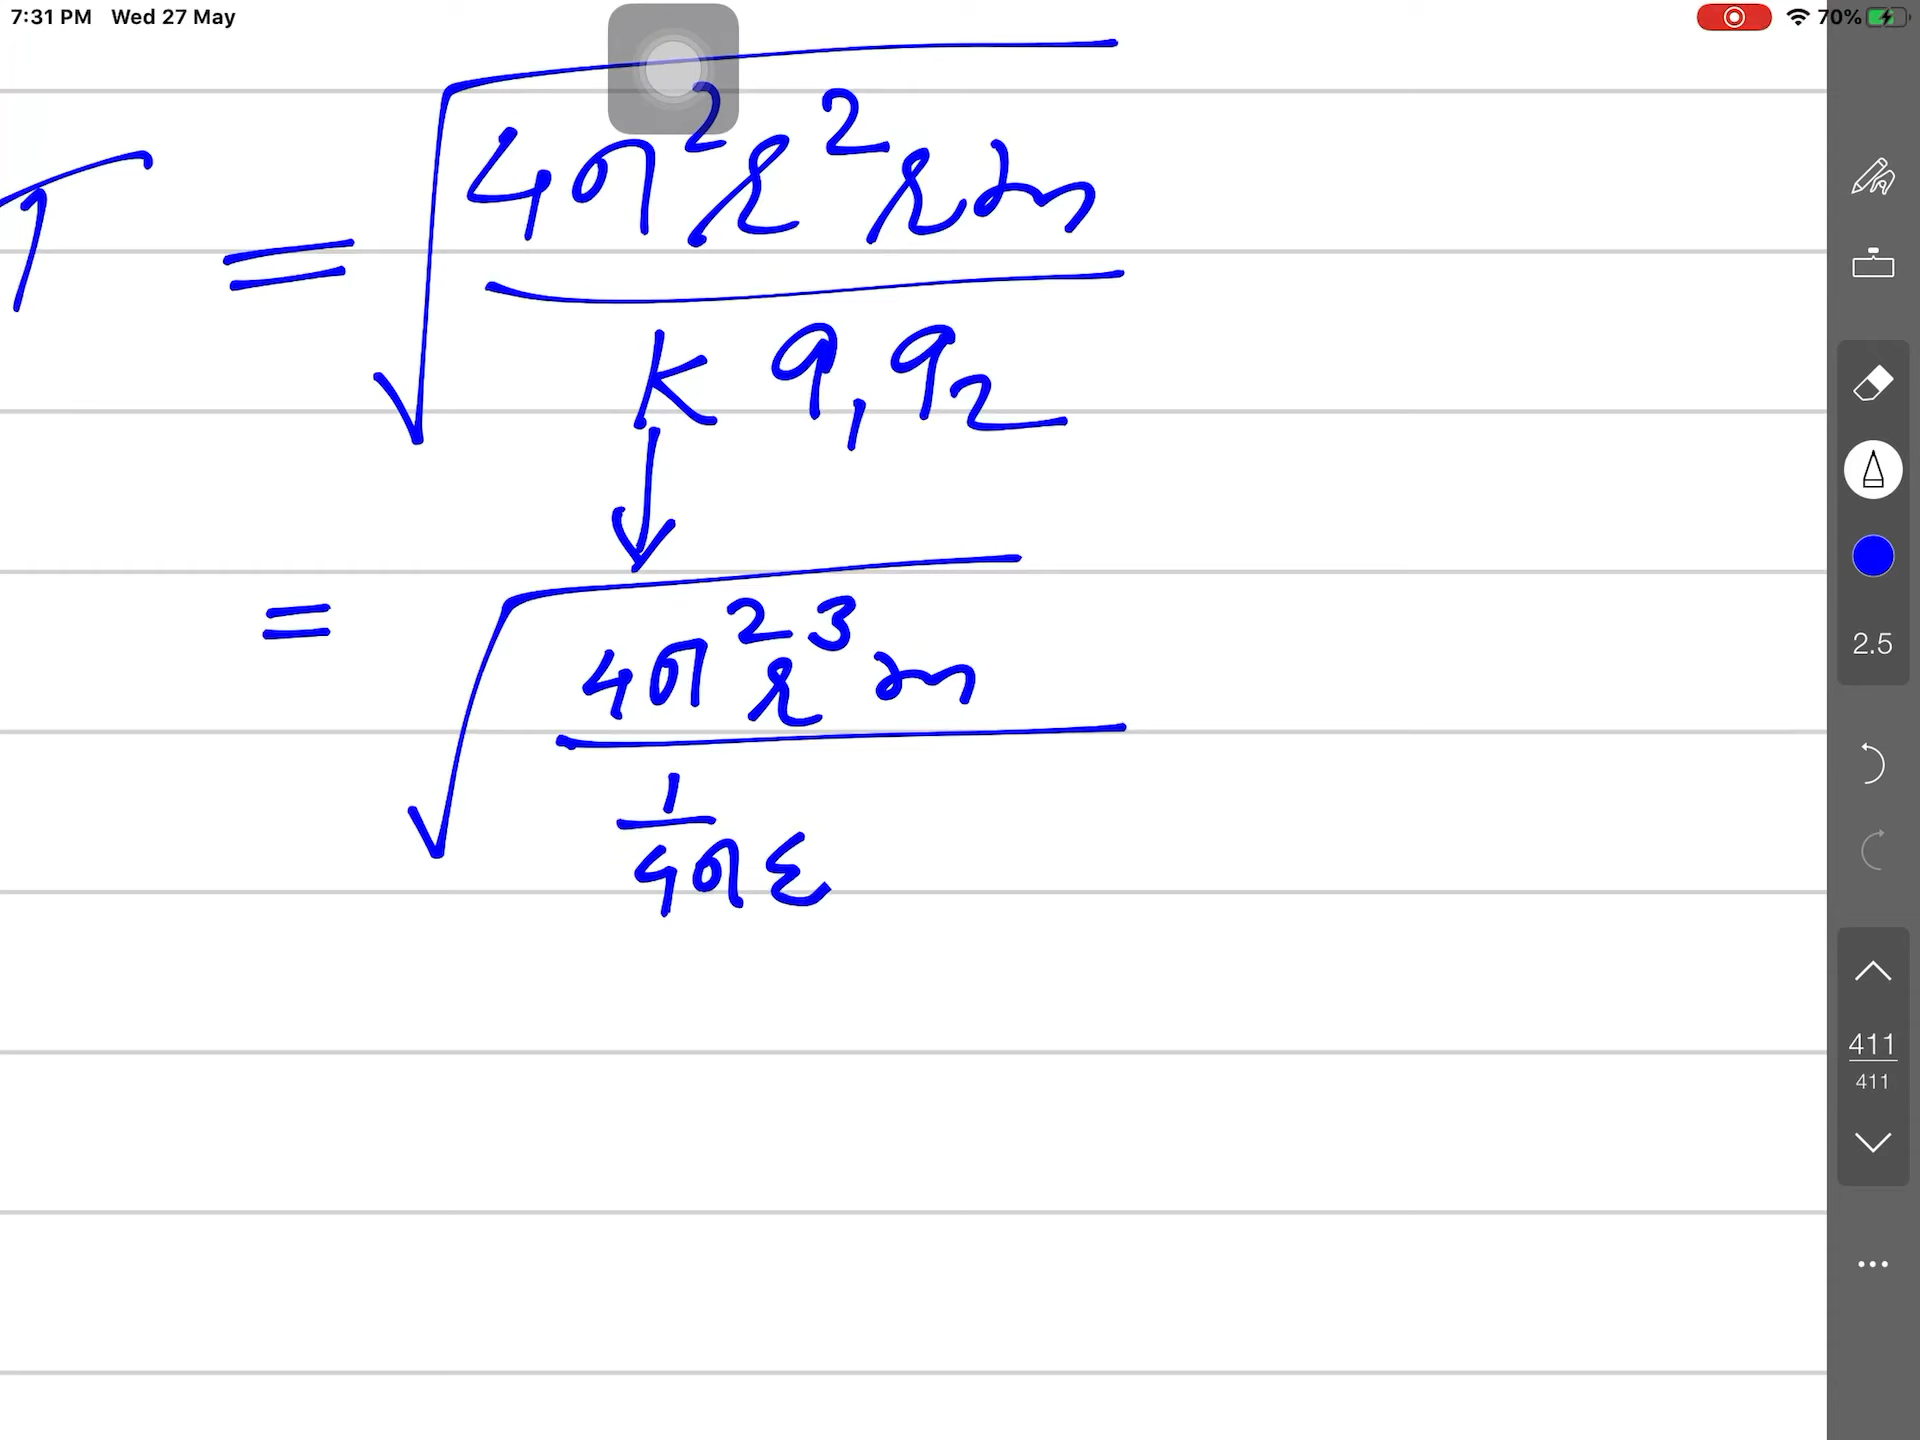 7:31 PM Wed 27 May 70%
T = √(4π²r²rm / k q₁q₂)
= √(4π²r³m / (1/4πε))
2.5
411
411